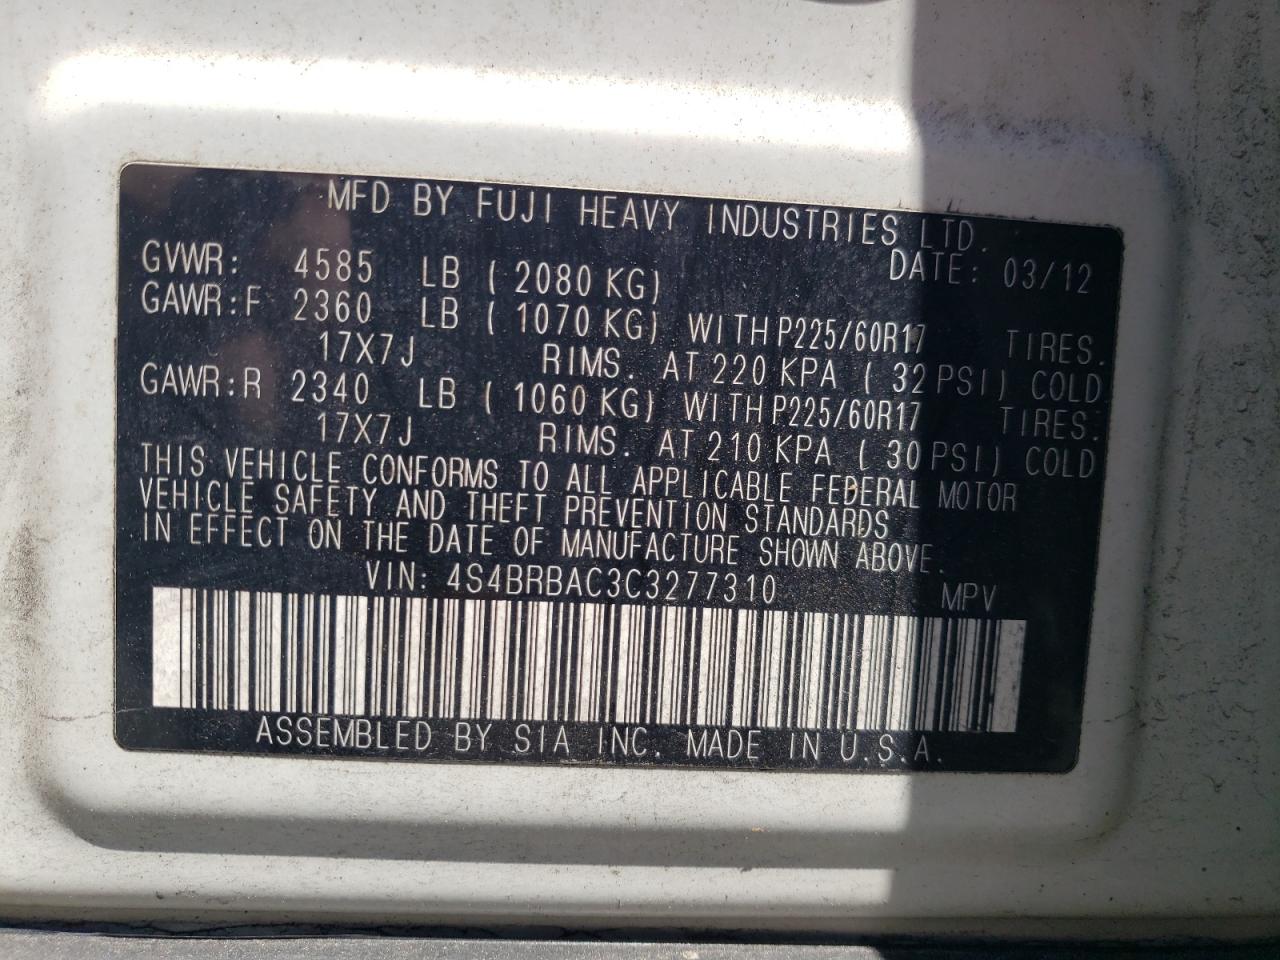 MFD BY FUJI HEAVY INDUSTRIES LTD.
GVWR: 4585 LB ( 2080 KG) DATE: 03/12
GAWR:F 2360 LB ( 1070 KG) WITH P225/60R17 TIRES.
17X7J RIMS. AT 220 KPA ( 32 PSI) COLD
GAWR:R 2340 LB ( 1060 KG) WITH P225/60R17 TIRES.
17X7J RIMS. AT 210 KPA ( 30 PSI) COLD
THIS VEHICLE CONFORMS TO ALL APPLICABLE FEDERAL MOTOR
VEHICLE SAFETY AND THEFT PREVENTION STANDARDS
IN EFFECT ON THE DATE OF MANUFACTURE SHOWN ABOVE.
VIN: 4S4BRBAC3C3277310 MPV
ASSEMBLED BY SIA INC. MADE IN U.S.A.